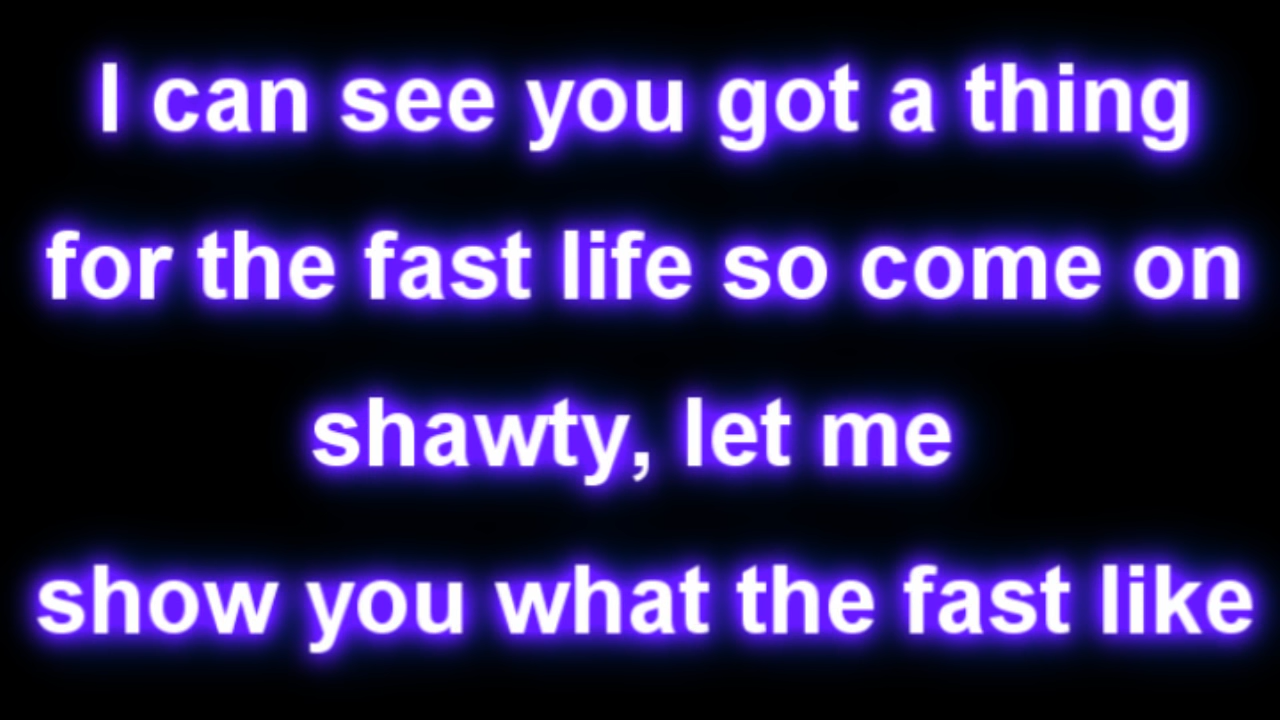 I can see you got a thing
for the fast life so come on
shawty, let me
show you what the fast like